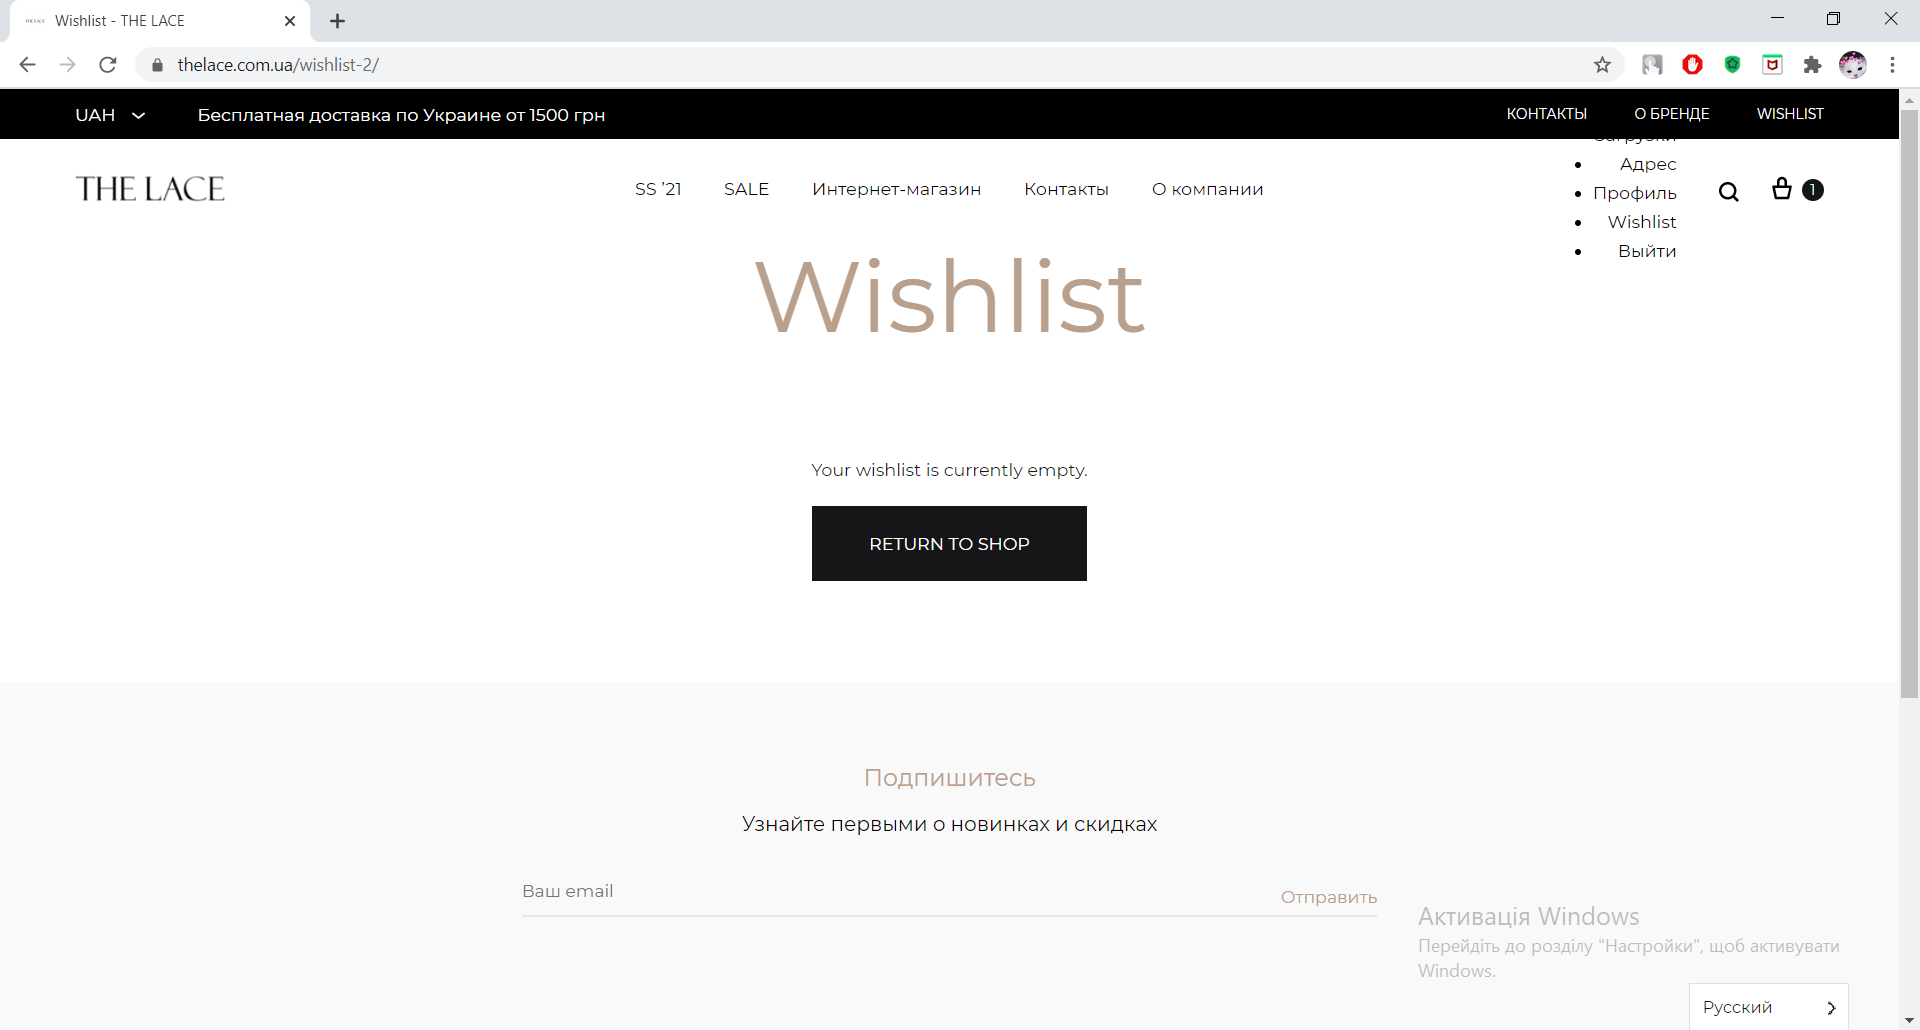 Wishlist - THE LACE
thelace.com.ua/wishlist-2/
UAH
Бесплатная доставка по Украине от 1500 грн
КОНТАКТЫ
О БРЕНДЕ
WISHLIST
THE LACE
SS ’21
SALE
Интернет-магазин
Контакты
О компании
Адрес
Профиль
Wishlist
Выйти
1
Wishlist
Your wishlist is currently empty.
RETURN TO SHOP
Подпишитесь
Узнайте первыми о новинках и скидках
Ваш email
Отправить
Активація Windows
Перейдіть до розділу "Настройки", щоб активувати
Windows.
Русский